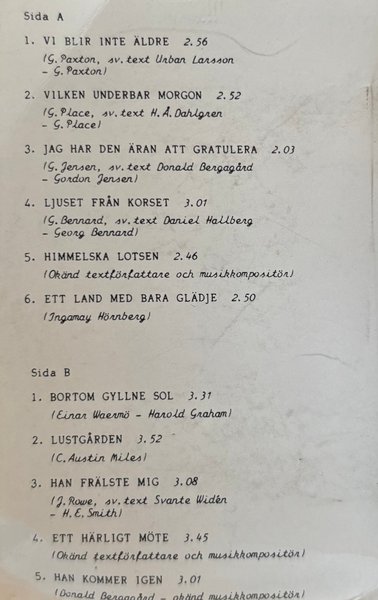 Sida A
1. VI BLIR INTE ÄLDRE 2.56
(G. Paxton, sv. text Urban Larsson
- G. Paxton)
2. VILKEN UNDERBAR MORGON 2.52
(G. Place, sv. text H.Å. Dahlgren
- G. Place)
3. JAG HAR DEN ÄRAN ATT GRATULERA 2.03
(G. Jensen, sv. text Donald Bergagård
- Gordon Jensen)
4. LJUSET FRÅN KORSET 3.01
(G. Bennard, sv. text Daniel Hallberg
- Georg Bennard)
5. HIMMELSKA LOTSEN 2.46
(Okänd textförfattare och musikkompositör)
6. ETT LAND MED BARA GLÄDJE 2.50
(Ingamay Hörnberg)
Sida B
1. BORTOM GYLLNE SOL 3.31
(Einar Waermö - Harold Graham)
2. LUSTGÅRDEN 3.52
(C. Austin Miles)
3. HAN FRÄLSTE MIG 3.08
(J. Rowe, sv. text Svante Widén
- H.E. Smith)
4. ETT HÄRLIGT MÖTE 3.45
(Okänd textförfattare och musikkompositör)
5. HAN KOMMER IGEN 3.01
(Donald Berggård - okänd musikkompositör)